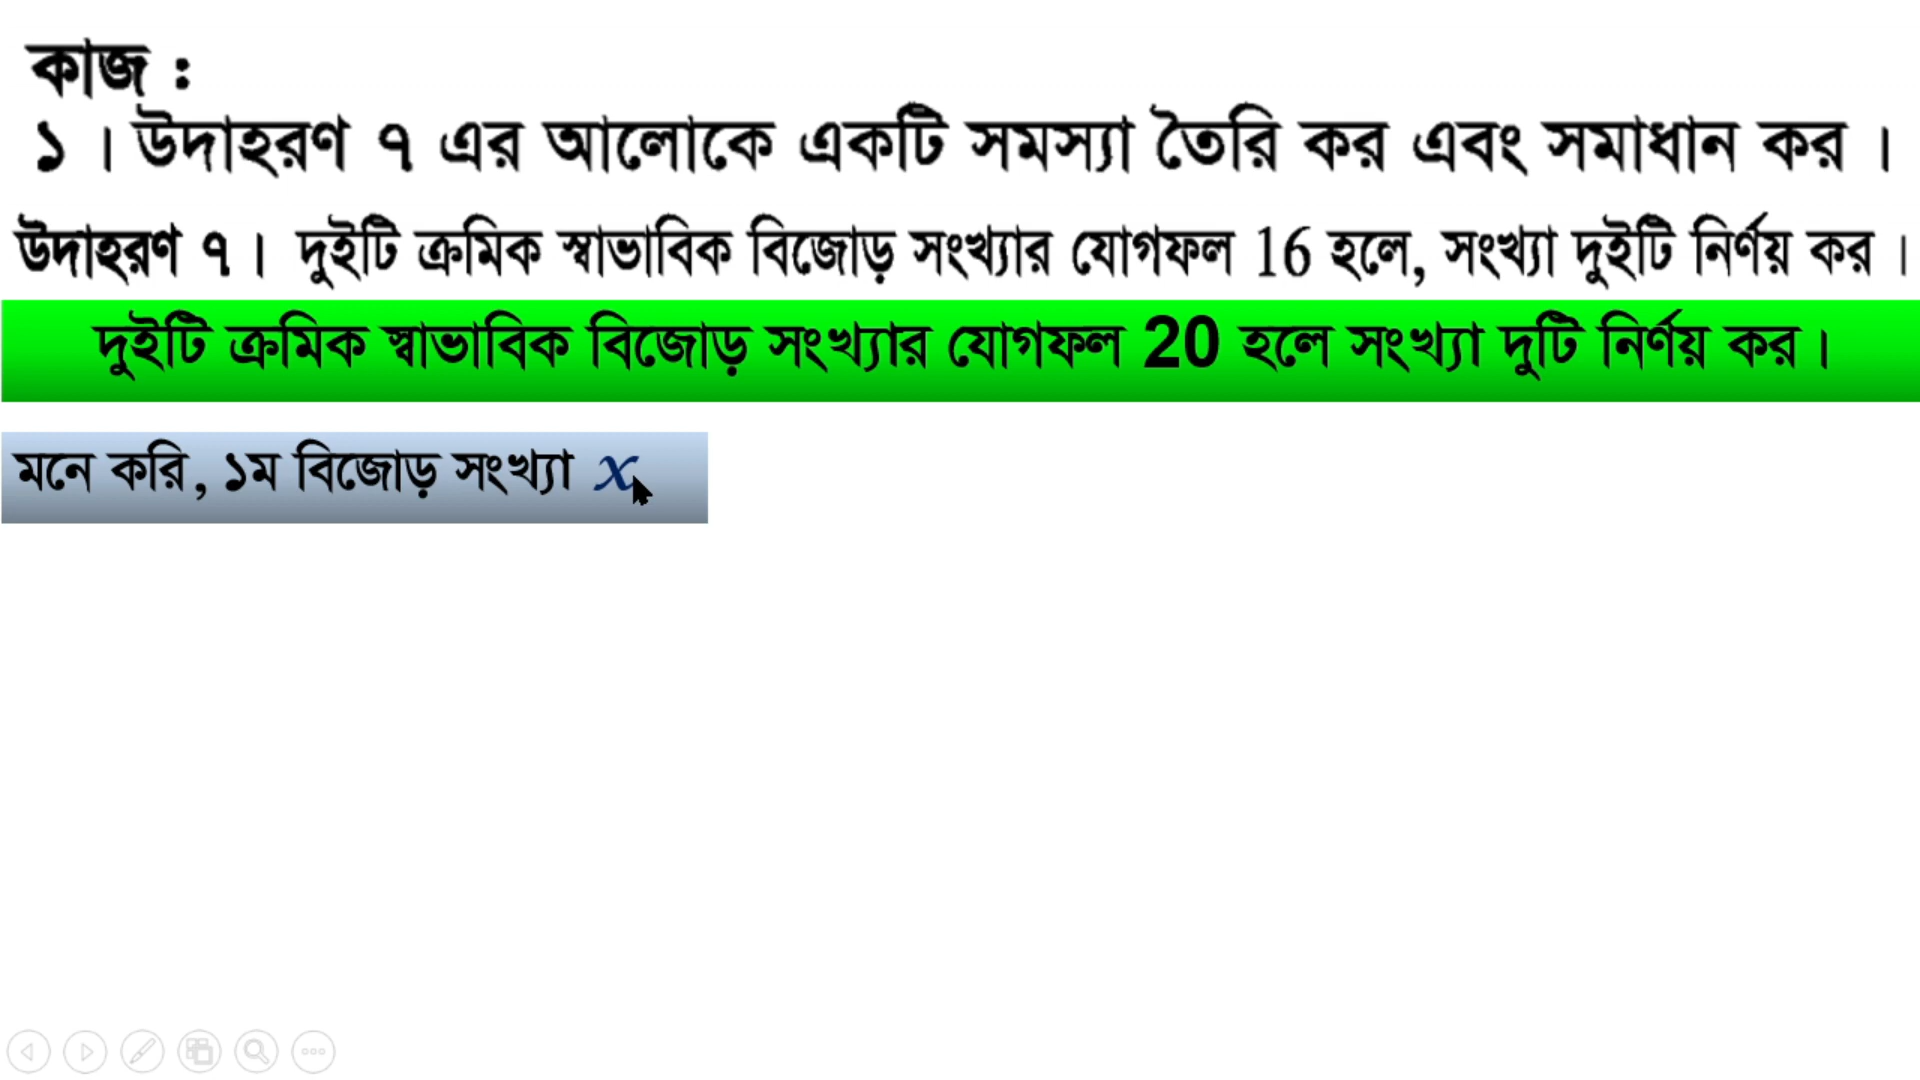 কাজ :
১ । উদাহরণ ৭ এর আলোকে একটি সমস্যা তৈরি কর এবং সমাধান কর ।
উদাহরণ ৭ । দুইটি ক্রমিক স্বাভাবিক বিজোড় সংখ্যার যোগফল 16 হলে, সংখ্যা দুইটি নির্ণয় কর ।
দুইটি ক্রমিক স্বাভাবিক বিজোড় সংখ্যার যোগফল 20 হলে সংখ্যা দুটি নির্ণয় কর।
মনে করি, ১ম বিজোড় সংখ্যা x